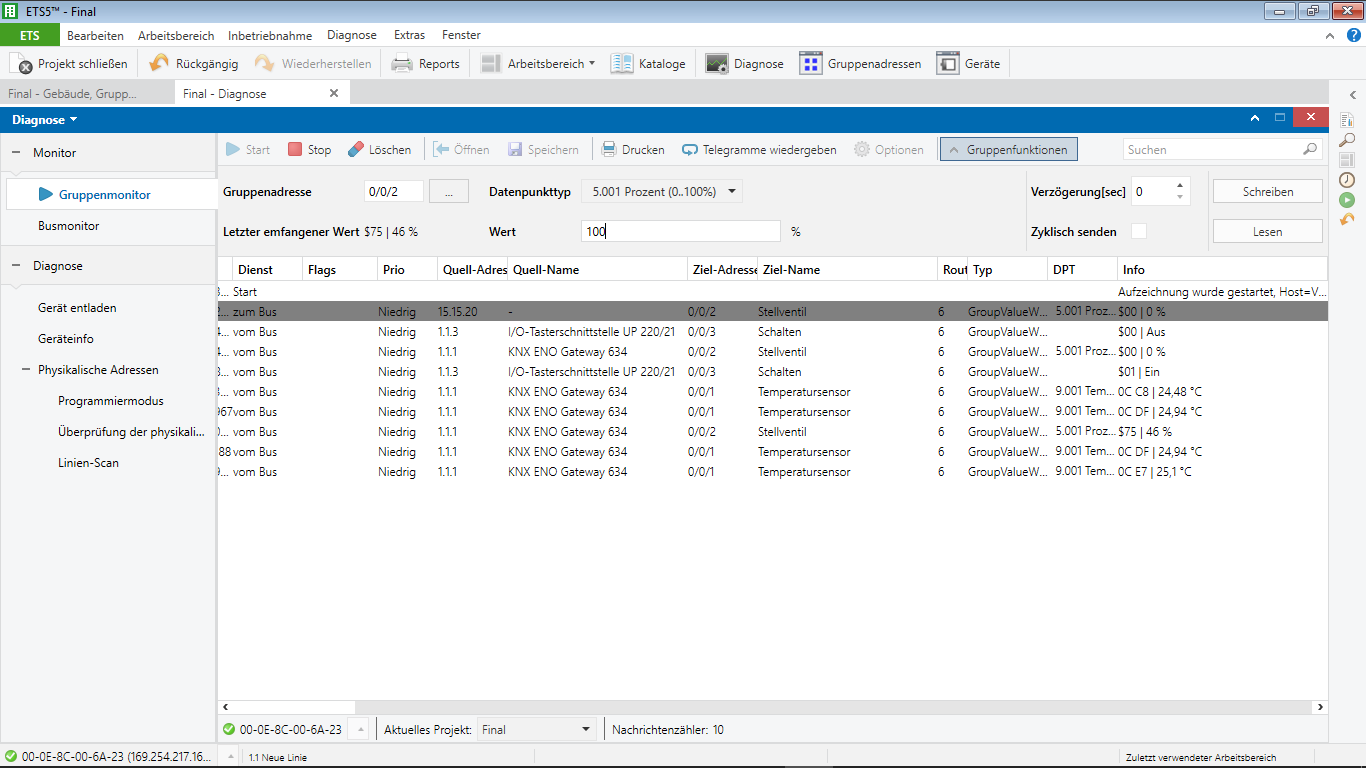 ETS5™ - Final
ETS Bearbeiten Arbeitsbereich Inbetriebnahme Diagnose Extras Fenster
Projekt schließen Rückgängig Wiederherstellen Reports Arbeitsbereich Kataloge Diagnose Gruppenadressen Geräte
Final - Gebäude, Grupp... Final - Diagnose
Diagnose
Monitor
Gruppenmonitor
Busmonitor
Diagnose
Gerät entladen
Geräteinfo
Physikalische Adressen
Programmiermodus
Überprüfung der physikali...
Linien-Scan
Start Stop Löschen Öffnen Speichern Drucken Telegramme wiedergeben Optionen Gruppenfunktionen Suchen
Gruppenadresse 0/0/2 ... Datenpunkttyp 5.001 Prozent (0..100%) Verzögerung[sec] 0 Schreiben
Letzter emfangener Wert $75 | 46 % Wert 100 % Zyklisch senden Lesen
Dienst Flags Prio Quell-Adres Quell-Name Ziel-Adresse Ziel-Name Rout Typ DPT Info
3... Start Aufzeichnung wurde gestartet, Host=V...
2... zum Bus Niedrig 15.15.20 - 0/0/2 Stellventil 6 GroupValueW... 5.001 Proz... $00 | 0 %
4... vom Bus Niedrig 1.1.3 I/O-Tasterschnittstelle UP 220/21 0/0/3 Schalten 6 GroupValueW... $00 | Aus
4... vom Bus Niedrig 1.1.1 KNX ENO Gateway 634 0/0/2 Stellventil 6 GroupValueW... 5.001 Proz... $00 | 0 %
3... vom Bus Niedrig 1.1.3 I/O-Tasterschnittstelle UP 220/21 0/0/3 Schalten 6 GroupValueW... $01 | Ein
vom Bus Niedrig 1.1.1 KNX ENO Gateway 634 0/0/1 Temperatursensor 6 GroupValueW... 9.001 Tem... 0C C8 | 24,48 °C
967 vom Bus Niedrig 1.1.1 KNX ENO Gateway 634 0/0/1 Temperatursensor 6 GroupValueW... 9.001 Tem... 0C DF | 24,94 °C
vom Bus Niedrig 1.1.1 KNX ENO Gateway 634 0/0/2 Stellventil 6 GroupValueW... 5.001 Proz... $75 | 46 %
88 vom Bus Niedrig 1.1.1 KNX ENO Gateway 634 0/0/1 Temperatursensor 6 GroupValueW... 9.001 Tem... 0C DF | 24,94 °C
9... vom Bus Niedrig 1.1.1 KNX ENO Gateway 634 0/0/1 Temperatursensor 6 GroupValueW... 9.001 Tem... 0C E7 | 25,1 °C
00-0E-8C-00-6A-23 Aktuelles Projekt: Final Nachrichtenzähler: 10
00-0E-8C-00-6A-23 (169.254.217.16... 1.1 Neue Linie Zuletzt verwendeter Arbeitsbereich